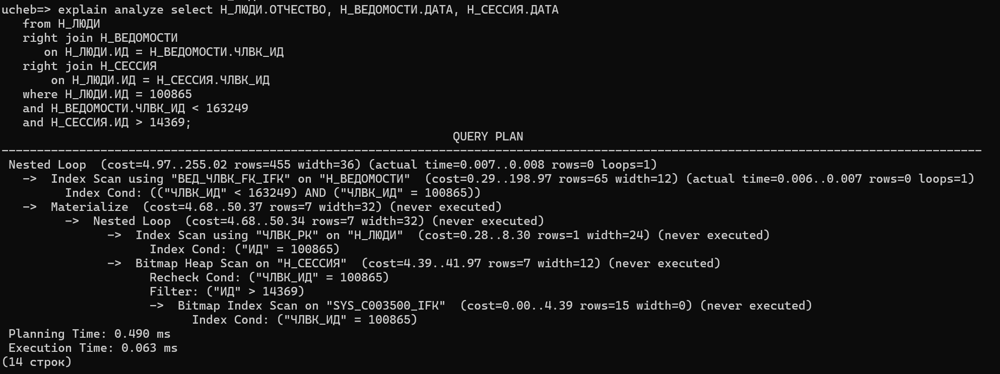 ucheb=> explain analyze select Н_ЛЮДИ.ОТЧЕСТВО, Н_ВЕДОМОСТИ.ДАТА, Н_СЕССИЯ.ДАТА
from Н_ЛЮДИ
right join Н_ВЕДОМОСТИ
on Н_ЛЮДИ.ИД = Н_ВЕДОМОСТИ.ЧЛВК_ИД
right join Н_СЕССИЯ
on Н_ЛЮДИ.ИД = Н_СЕССИЯ.ЧЛВК_ИД
where Н_ЛЮДИ.ИД = 100865
and Н_ВЕДОМОСТИ.ЧЛВК_ИД < 163249
and Н_СЕССИЯ.ИД > 14369;
QUERY PLAN
-------------------------------------------------------------------------------------------------------------------------------------------
Nested Loop  (cost=4.97..255.02 rows=455 width=36) (actual time=0.007..0.008 rows=0 loops=1)
->  Index Scan using "ВЕД_ЧЛВК_FK_IFK" on "Н_ВЕДОМОСТИ"  (cost=0.29..198.97 rows=65 width=12) (actual time=0.006..0.007 rows=0 loops=1)
Index Cond: (("ЧЛВК_ИД" < 163249) AND ("ЧЛВК_ИД" = 100865))
->  Materialize  (cost=4.68..50.37 rows=7 width=32) (never executed)
->  Nested Loop  (cost=4.68..50.34 rows=7 width=32) (never executed)
->  Index Scan using "ЧЛВК_PK" on "Н_ЛЮДИ"  (cost=0.28..8.30 rows=1 width=24) (never executed)
Index Cond: ("ИД" = 100865)
->  Bitmap Heap Scan on "Н_СЕССИЯ"  (cost=4.39..41.97 rows=7 width=12) (never executed)
Recheck Cond: ("ЧЛВК_ИД" = 100865)
Filter: ("ИД" > 14369)
->  Bitmap Index Scan on "SYS_C003500_IFK"  (cost=0.00..4.39 rows=15 width=0) (never executed)
Index Cond: ("ЧЛВК_ИД" = 100865)
Planning Time: 0.490 ms
Execution Time: 0.063 ms
(14 строк)